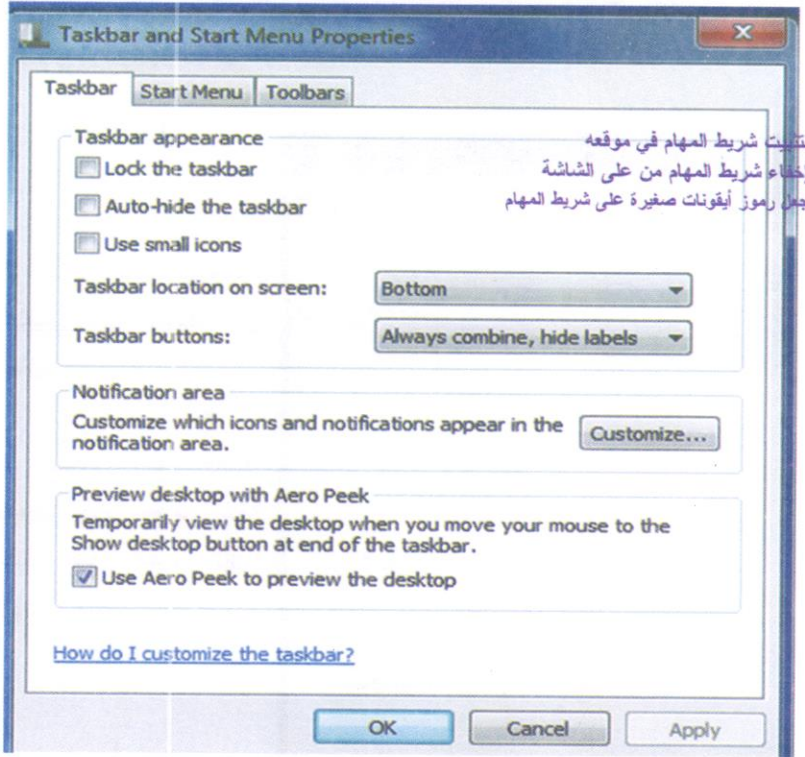 Taskbar and Start Menu Properties
Taskbar
Start Menu
Toolbars
Taskbar appearance
تثبيت شريط المهام في موقعه
Lock the taskbar
إخفاء شريط المهام من على الشاشة
Auto-hide the taskbar
جعل رموز أيقونات صغيرة على شريط المهام
Use small icons
Taskbar location on screen:
Bottom
Taskbar buttons:
Always combine, hide labels
Notification area
Customize which icons and notifications appear in the
notification area.
Customize...
Preview desktop with Aero Peek
Temporarily view the desktop when you move your mouse to the
Show desktop button at end of the taskbar.
Use Aero Peek to preview the desktop
How do I customize the taskbar?
OK
Cancel
Apply